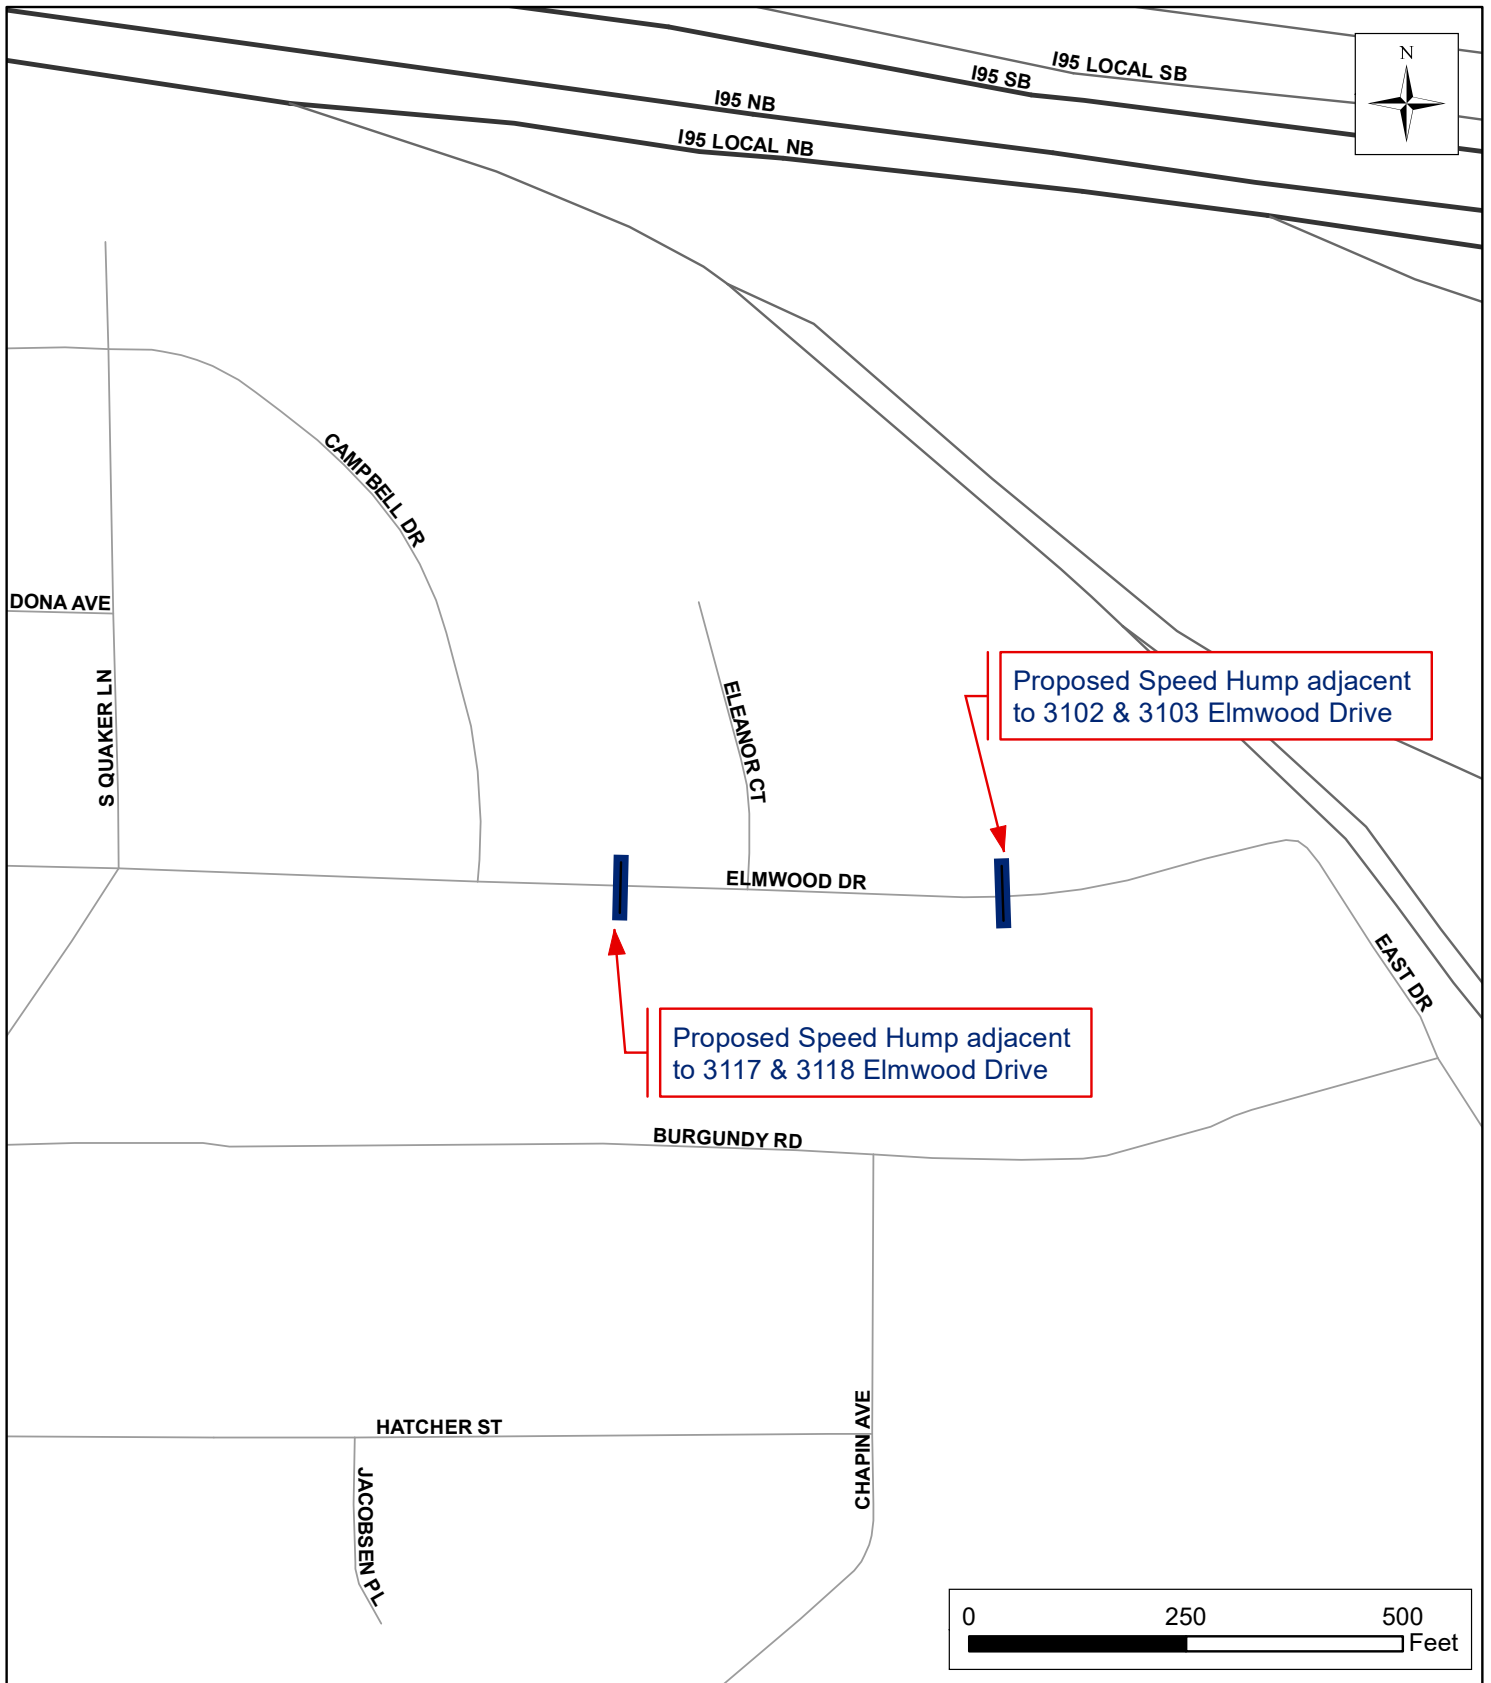 I95 LOCAL SB
N
I95 SB
I95 NB
I95 LOCAL NB
CAMPBELL DR
DONA AVE
S QUAKER LN
ELEANOR CT
Proposed Speed Hump adjacent
to 3102 & 3103 Elmwood Drive
ELMWOOD DR
EAST DR
Proposed Speed Hump adjacent
to 3117 & 3118 Elmwood Drive
BURGUNDY RD
HATCHER ST
CHAPIN AVE
JACOBSEN PL
0 250 500
Feet